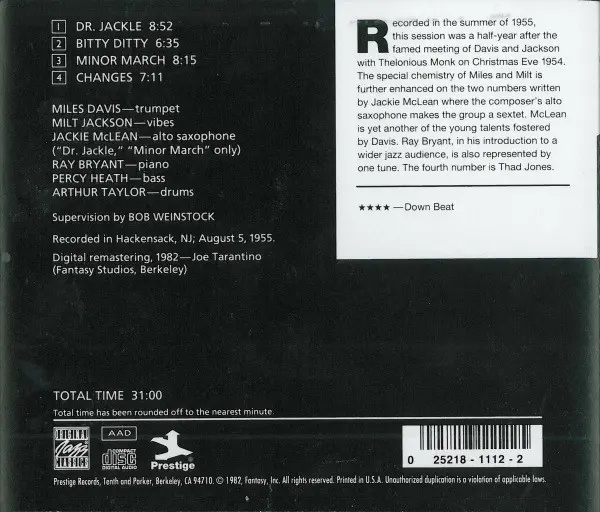 1 DR. JACKLE 8:52
2 BITTY DITTY 6:35
3 MINOR MARCH 8:15
4 CHANGES 7:11
MILES DAVIS—trumpet
MILT JACKSON—vibes
JACKIE McLEAN—alto saxophone
("Dr. Jackle," "Minor March" only)
RAY BRYANT—piano
PERCY HEATH—bass
ARTHUR TAYLOR—drums
Supervision by BOB WEINSTOCK
Recorded in Hackensack, NJ; August 5, 1955.
Digital remastering, 1982—Joe Tarantino
(Fantasy Studios, Berkeley)
Recorded in the summer of 1955,
this session was a half-year after the
famed meeting of Davis and Jackson
with Thelonious Monk on Christmas Eve 1954.
The special chemistry of Miles and Milt is
further enhanced on the two numbers written
by Jackie McLean where the composer's alto
saxophone makes the group a sextet. McLean
is yet another of the young talents fostered
by Davis. Ray Bryant, in his introduction to a
wider jazz audience, is also represented by
one tune. The fourth number is Thad Jones.
★★★★ —Down Beat
TOTAL TIME 31:00
Total time has been rounded off to the nearest minute.
ORIGINAL
Jazz
CLASSICS
AAD
COMPACT
disc
DIGITAL AUDIO
Prestige
0 25218-1112-2
Prestige Records, Tenth and Parker, Berkeley, CA 94710. © 1982, Fantasy, Inc. All rights reserved. Printed in U.S.A. Unauthorized duplication is a violation of applicable laws.